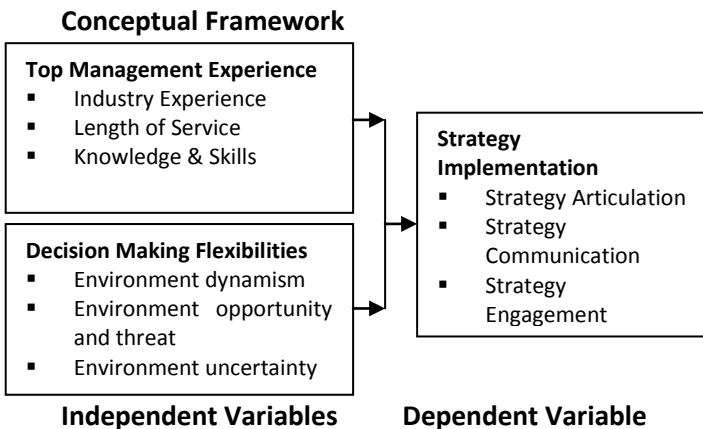 Conceptual Framework
Top Management Experience
▪ Industry Experience
▪ Length of Service
▪ Knowledge & Skills
Decision Making Flexibilities
▪ Environment dynamism
▪ Environment opportunity
and threat
▪ Environment uncertainty
Strategy
Implementation
▪ Strategy Articulation
▪ Strategy
Communication
▪ Strategy
Engagement
Independent Variables
Dependent Variable